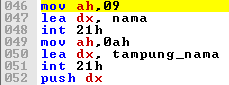 046 mov ah,09
047 lea dx, nama
048 int 21h
049 mov ah,0ah
050 lea dx, tampung_nama
051 int 21h
052 push dx